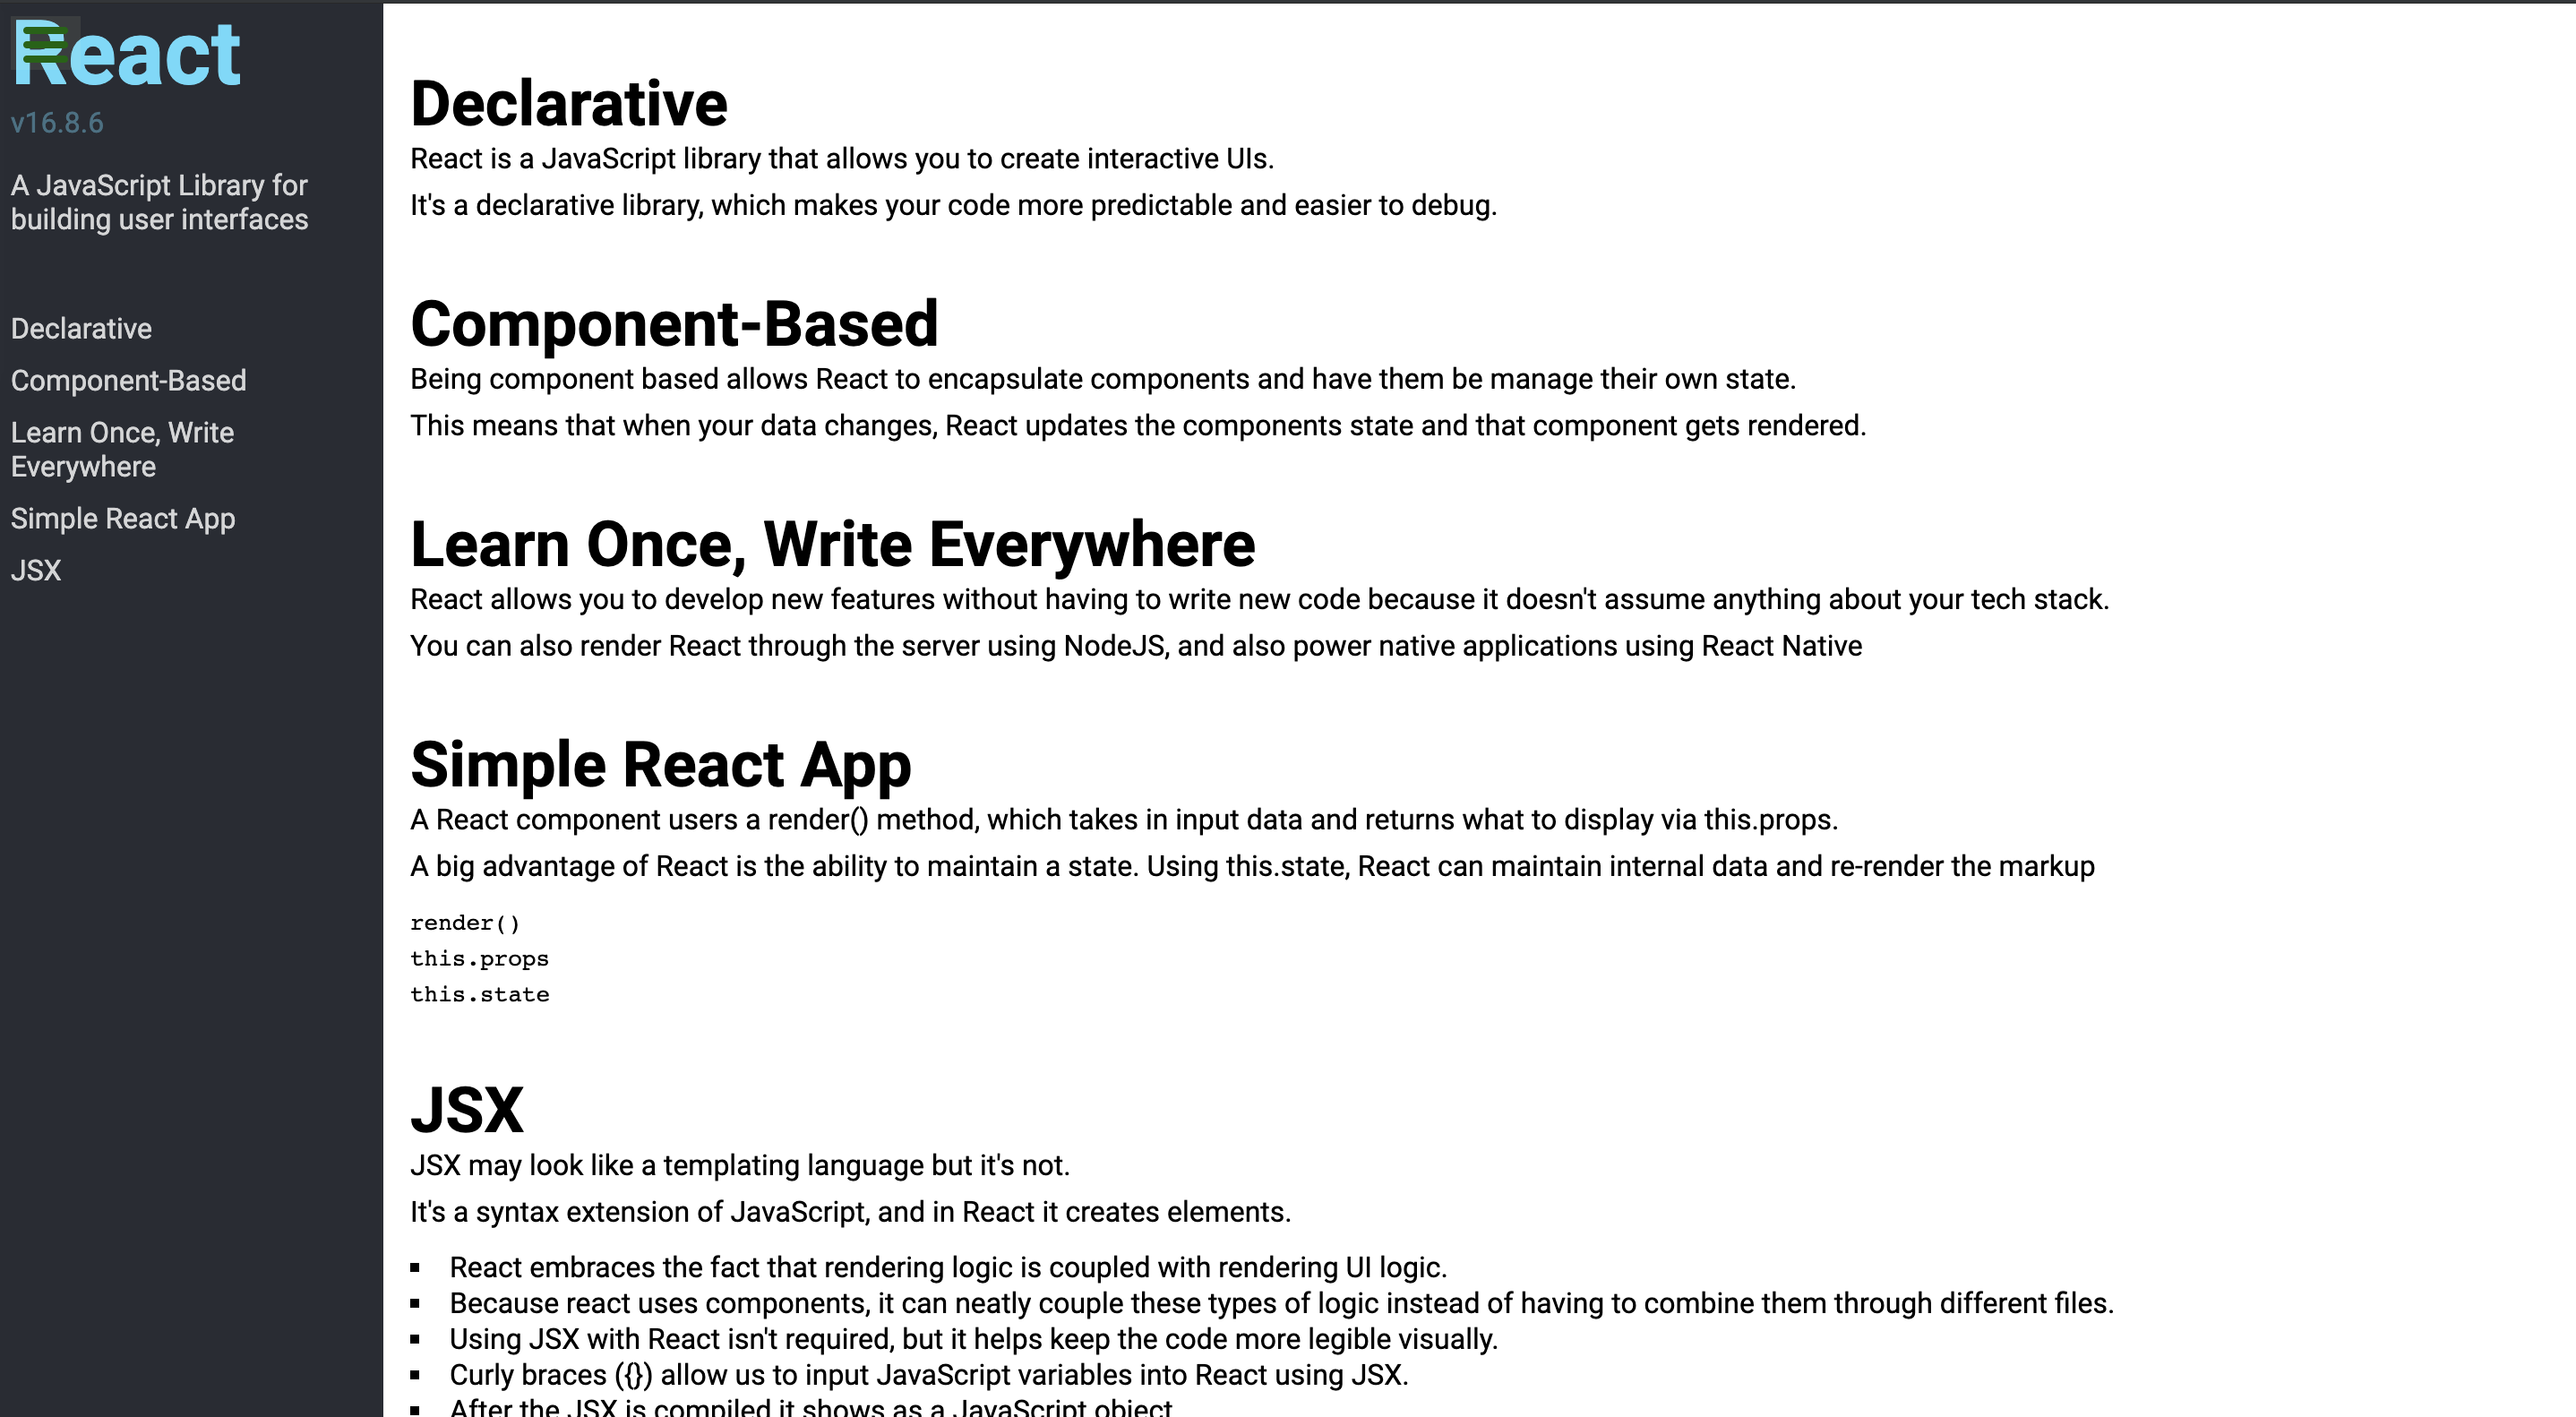 React
v16.8.6
A JavaScript Library for
building user interfaces
Declarative
Component-Based
Learn Once, Write
Everywhere
Simple React App
JSX
Declarative
React is a JavaScript library that allows you to create interactive UIs.
It's a declarative library, which makes your code more predictable and easier to debug.
Component-Based
Being component based allows React to encapsulate components and have them be manage their own state.
This means that when your data changes, React updates the components state and that component gets rendered.
Learn Once, Write Everywhere
React allows you to develop new features without having to write new code because it doesn't assume anything about your tech stack.
You can also render React through the server using NodeJS, and also power native applications using React Native
Simple React App
A React component users a render() method, which takes in input data and returns what to display via this.props.
A big advantage of React is the ability to maintain a state. Using this.state, React can maintain internal data and re-render the markup
render()
this.props
this.state
JSX
JSX may look like a templating language but it's not.
It's a syntax extension of JavaScript, and in React it creates elements.
▪ React embraces the fact that rendering logic is coupled with rendering UI logic.
▪ Because react uses components, it can neatly couple these types of logic instead of having to combine them through different files.
▪ Using JSX with React isn't required, but it helps keep the code more legible visually.
▪ Curly braces ({}) allow us to input JavaScript variables into React using JSX.
▪ After the JSX is compiled it shows as a JavaScript object